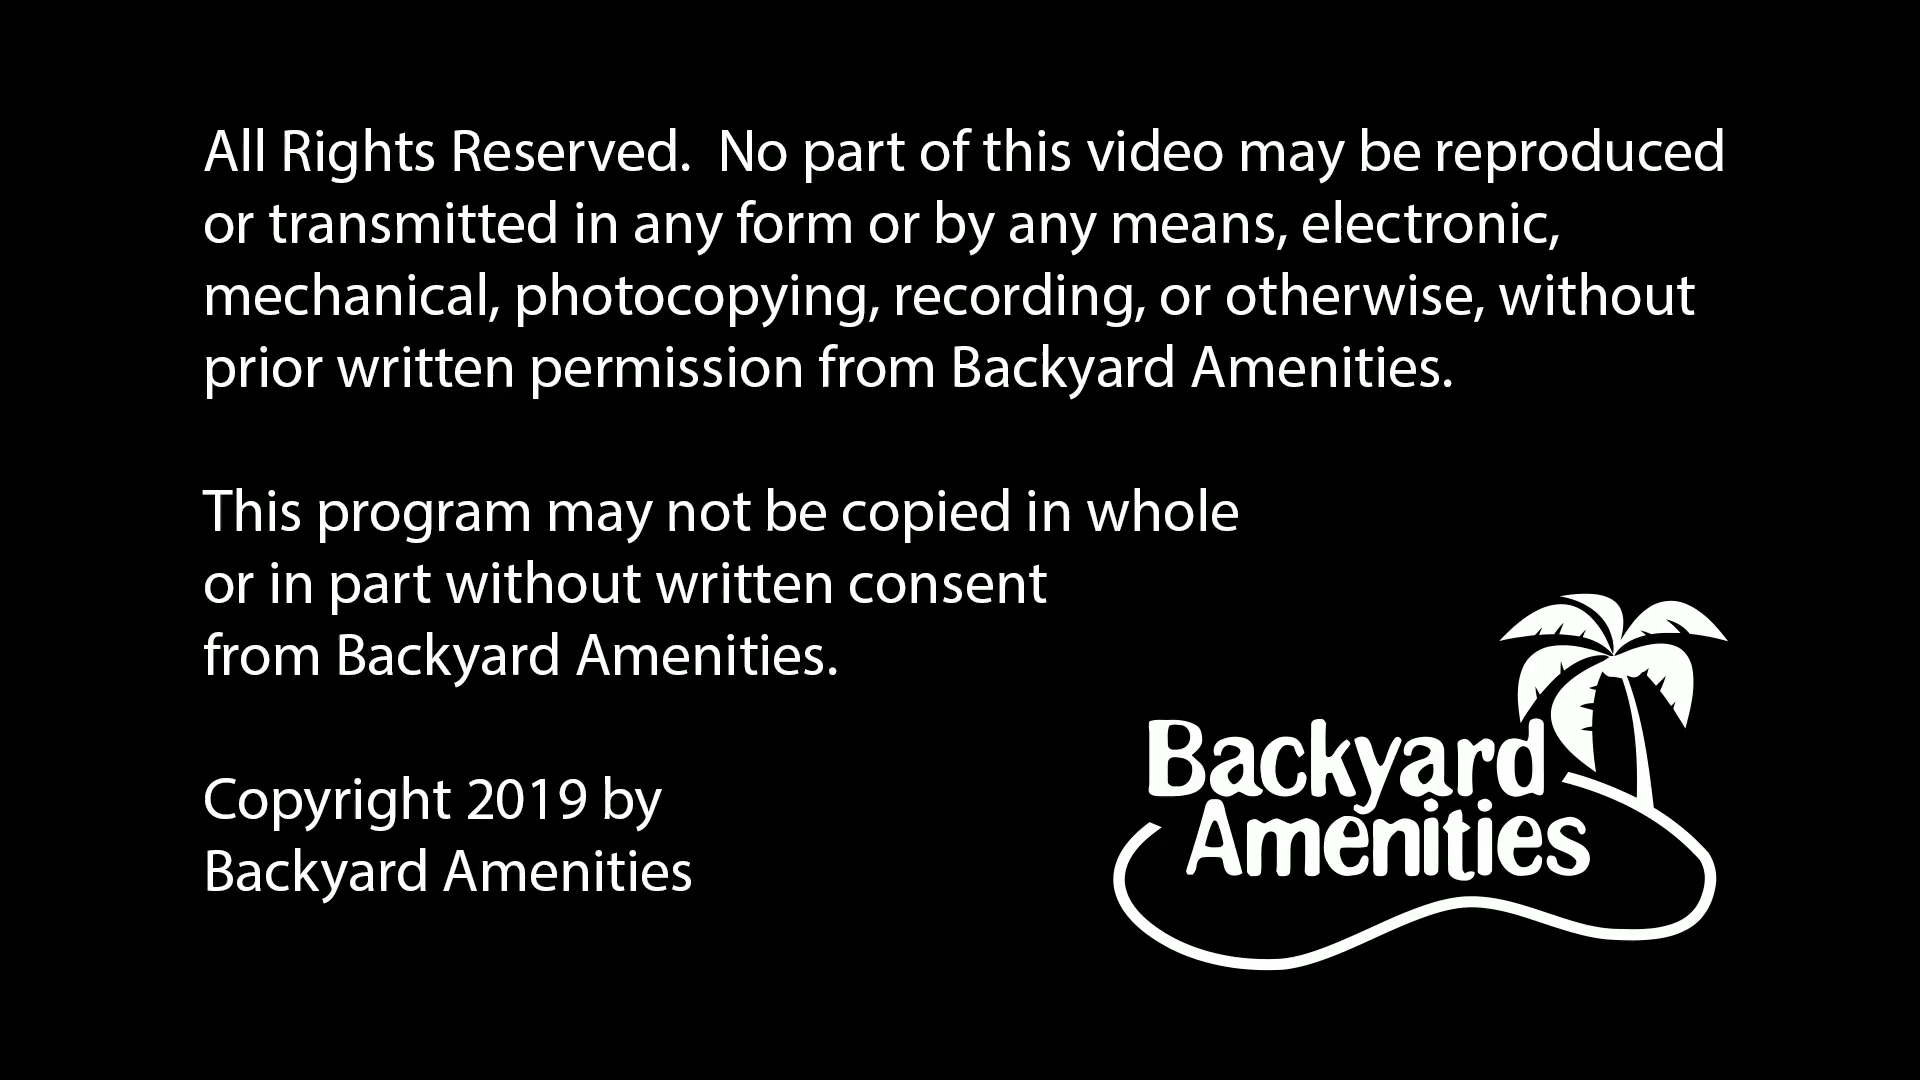 All Rights Reserved.  No part of this video may be reproduced
or transmitted in any form or by any means, electronic,
mechanical, photocopying, recording, or otherwise, without
prior written permission from Backyard Amenities.
This program may not be copied in whole
or in part without written consent
from Backyard Amenities.
Copyright 2019 by
Backyard Amenities
Backyard
Amenities